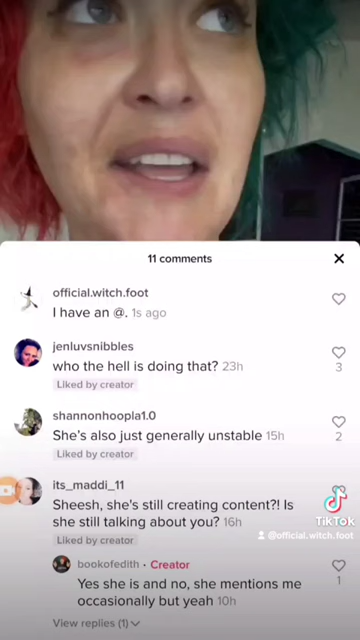 11 comments
official.witch.foot
I have an @. 1s ago
jenluvsnibbles
who the hell is doing that? 23h
3
Liked by creator
shannonhoopla1.0
She's also just generally unstable 15h
2
Liked by creator
its_maddi_11
Sheesh, she's still creating content?! Is
she still talking about you? 16h
Liked by creator
TikTok
@official.witch.foot
bookofedith · Creator
Yes she is and no, she mentions me
occasionally but yeah 10h
1
View replies (1)